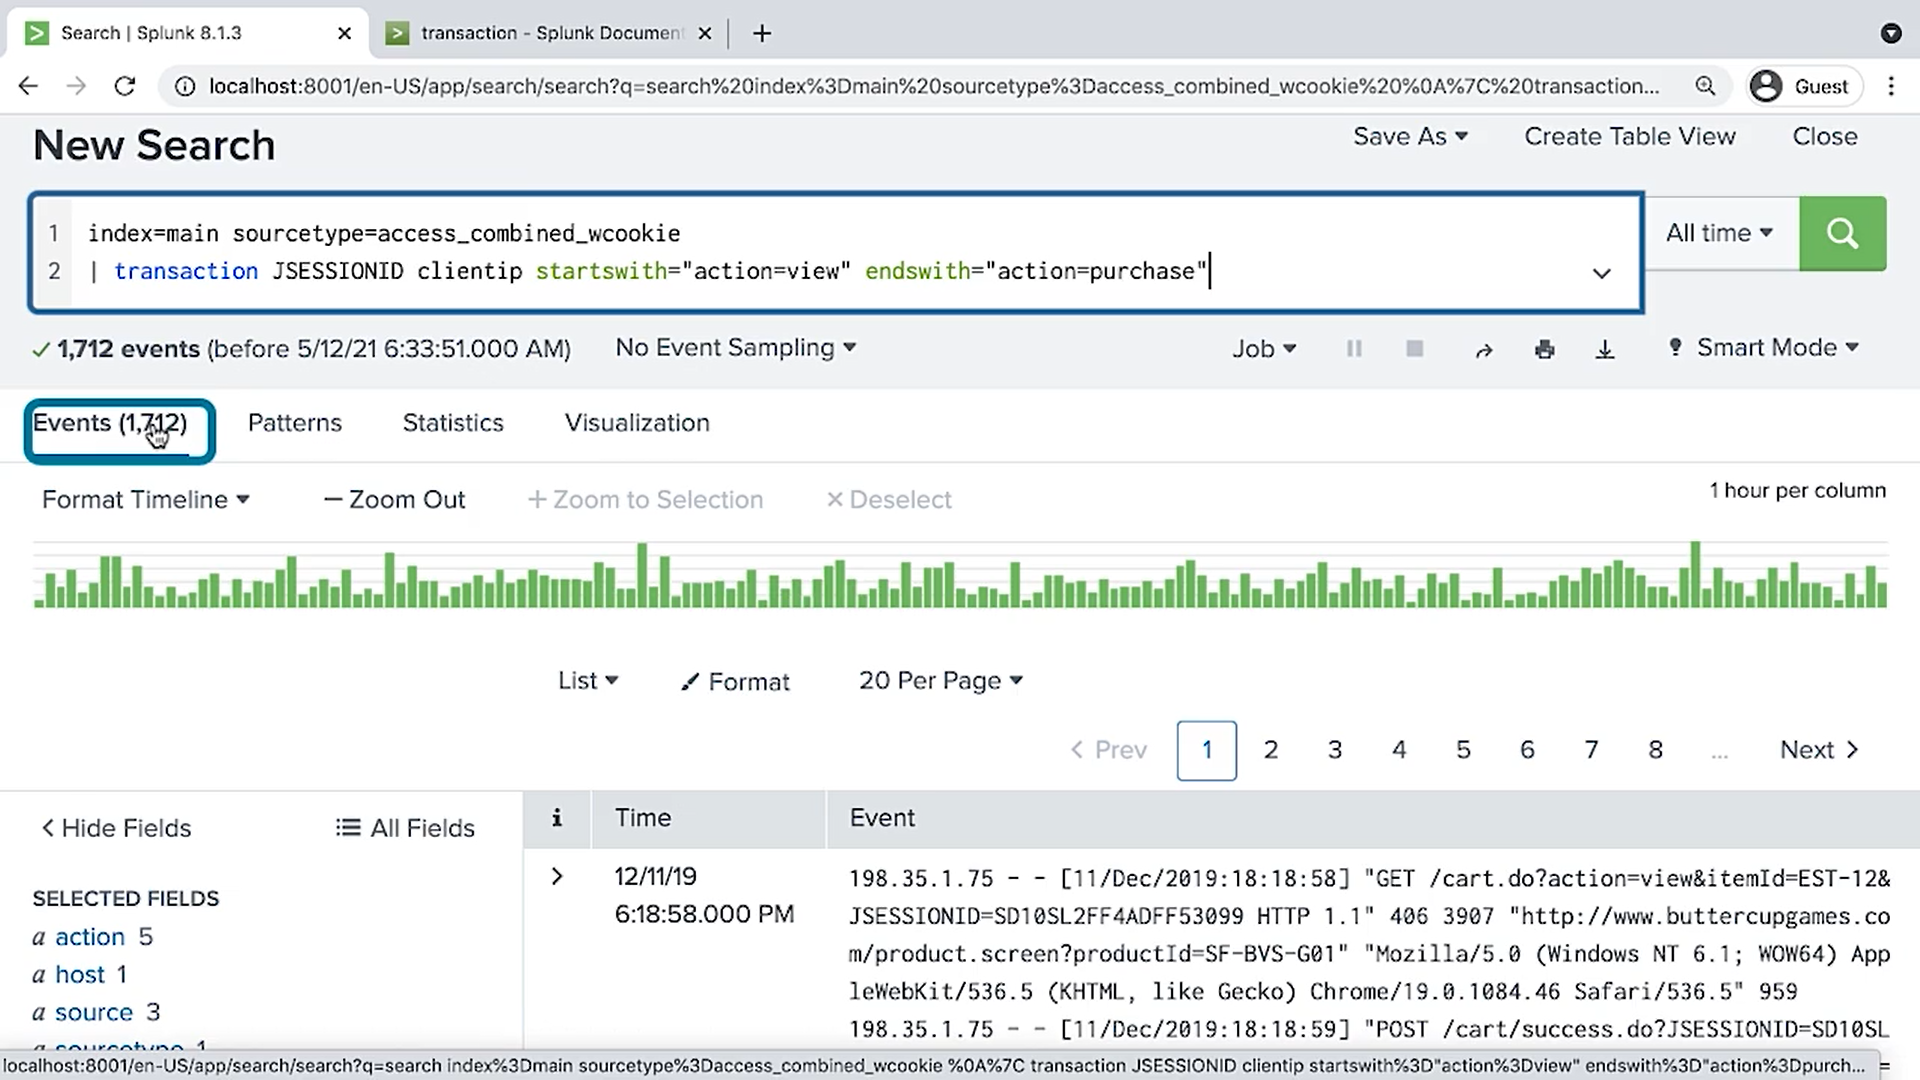 Search | Splunk 8.1.3
transaction - Splunk Document
localhost:8001/en-US/app/search/search?q=search%20index%3Dmain%20sourcetype%3Daccess_combined_wcookie%20%0A%7C%20transaction...
Guest
New Search
Save As
Create Table View
Close
1 index=main sourcetype=access_combined_wcookie
2 | transaction JSESSIONID clientip startswith="action=view" endswith="action=purchase"
All time
1,712 events (before 5/12/21 6:33:51.000 AM)
No Event Sampling
Job
Smart Mode
Events (1,712)
Patterns
Statistics
Visualization
Format Timeline
— Zoom Out
+ Zoom to Selection
× Deselect
1 hour per column
List
Format
20 Per Page
< Prev 1 2 3 4 5 6 7 8 ... Next >
< Hide Fields
All Fields
i Time Event
SELECTED FIELDS
a action 5
a host 1
a source 3
a sourcetype 1
> 12/11/19
6:18:58.000 PM
198.35.1.75 - - [11/Dec/2019:18:18:58] "GET /cart.do?action=view&itemId=EST-12&
JSESSIONID=SD10SL2FF4ADFF53099 HTTP 1.1" 406 3907 "http://www.buttercupgames.co
m/product.screen?productId=SF-BVS-G01" "Mozilla/5.0 (Windows NT 6.1; WOW64) App
leWebKit/536.5 (KHTML, like Gecko) Chrome/19.0.1084.46 Safari/536.5" 959
198.35.1.75 - - [11/Dec/2019:18:18:59] "POST /cart/success.do?JSESSIONID=SD10SL
localhost:8001/en-US/app/search/search?q=search index%3Dmain sourcetype%3Daccess_combined_wcookie %0A%7C transaction JSESSIONID clientip startswith%3D"action%3Dview" endswith%3D"action%3Dpurch...